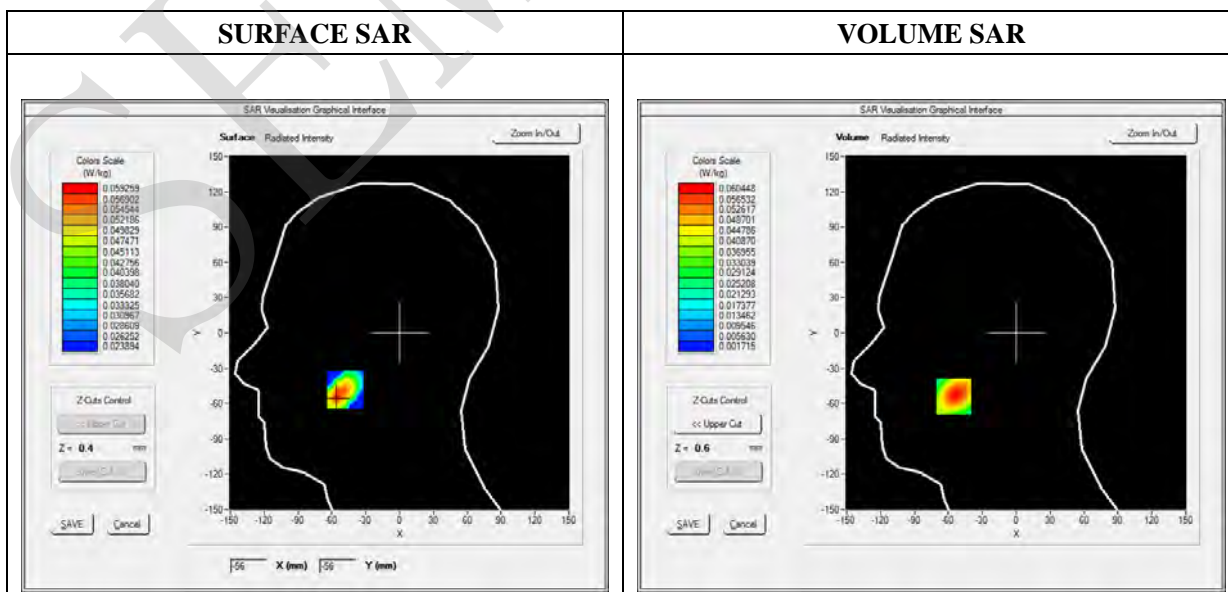 SURFACE SAR
VOLUME SAR
SAR Visualisation Graphical Interface
Surface Radiated Intensity
Zoom In/Out
Colors Scale
(W/kg)
0.059259
0.056902
0.054544
0.052186
0.049829
0.047471
0.045113
0.042756
0.040398
0.038040
0.035682
0.033325
0.030967
0.028609
0.026252
0.023894
Z-Cuts Control
<< Upper Cut
Z = 0.4 mm
SAVE
Cancel
150
120
90
60
30
0
-30
-60
-90
-120
-150
Y
-150 -120 -90 -60 -30 0 30 60 90 120 150
X
-56 X (mm) -56 Y (mm)
SAR Visualisation Graphical Interface
Volume Radiated Intensity
Zoom In/Out
Colors Scale
(W/kg)
0.060448
0.056532
0.052617
0.048701
0.044786
0.040870
0.036955
0.033039
0.029124
0.025208
0.021293
0.017377
0.013462
0.009546
0.005630
0.001715
Z-Cuts Control
<< Upper Cut
Z = 0.6 mm
SAVE
Cancel
150
120
90
60
30
0
-30
-60
-90
-120
-150
Y
-150 -120 -90 -60 -30 0 30 60 90 120 150
X